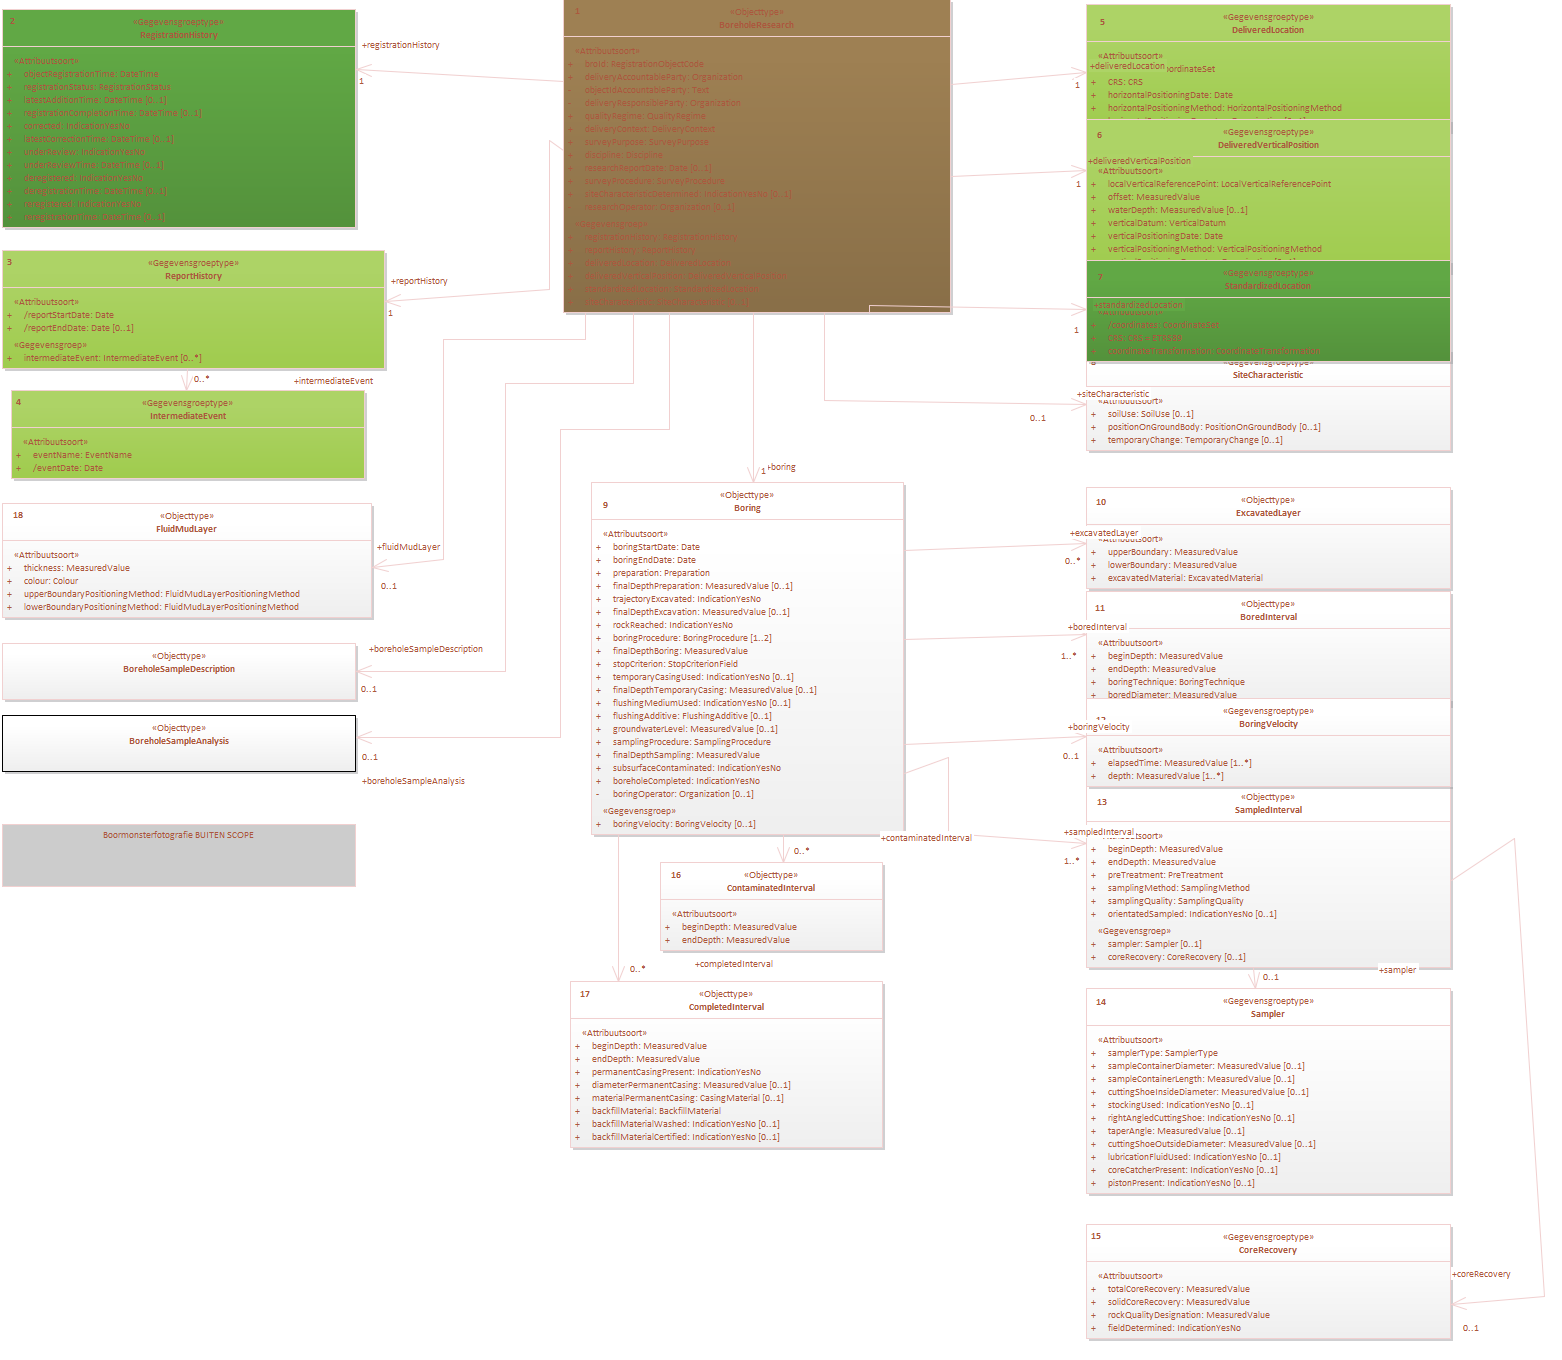 2
«Gegevensgroeptype»
RegistrationHistory
«Attribuutsoort»
+ objectRegistrationTime: DateTime
+ registrationStatus: RegistrationStatus
+ latestAdditionTime: DateTime [0..1]
- registrationCompletionTime: DateTime [0..1]
+ corrected: IndicationYesNo
+ latestCorrectionTime: DateTime [0..1]
+ underReview: IndicationYesNo
- underReviewTime: DateTime [0..1]
+ deregistered: IndicationYesNo
- deregistrationTime: DateTime [0..1]
+ reregistered: IndicationYesNo
- reregistrationTime: DateTime [0..1]
+registrationHistory
1
3
«Gegevensgroeptype»
ReportHistory
«Attribuutsoort»
+ /reportStartDate: Date
+ /reportEndDate: Date [0..1]
«Gegevensgroep»
+ intermediateEvent: IntermediateEvent [0..*]
+reportHistory
1
0..*
+intermediateEvent
4
«Gegevensgroeptype»
IntermediateEvent
«Attribuutsoort»
+ eventName: EventName
+ /eventDate: Date
18
«Objecttype»
FluidMudLayer
«Attribuutsoort»
+ thickness: MeasuredValue
+ colour: Colour
+ upperBoundaryPositioningMethod: FluidMudLayerPositioningMethod
+ lowerBoundaryPositioningMethod: FluidMudLayerPositioningMethod
+fluidMudLayer
0..1
«Objecttype»
BoreholeSampleDescription
+boreholeSampleDescription
0..1
«Objecttype»
BoreholeSampleAnalysis
0..1
+boreholeSampleAnalysis
Boormonsterfotografie BUITEN SCOPE
1
«Objecttype»
BoreholeResearch
«Attribuutsoort»
+ broId: RegistrationObjectCode
- deliveryAccountableParty: Organization
- objectIdAccountableParty: Text
- deliveryResponsibleParty: Organization
+ qualityRegime: QualityRegime
+ deliveryContext: DeliveryContext
+ surveyPurpose: SurveyPurpose
+ discipline: Discipline
+ researchReportDate: Date [0..1]
+ surveyProcedure: SurveyProcedure
+ siteCharacteristicDetermined: IndicationYesNo [0..1]
- researchOperator: Organization [0..1]
«Gegevensgroep»
registrationHistory: RegistrationHistory
reportHistory: ReportHistory
+boring
1
9
«Objecttype»
Boring
«Attribuutsoort»
+ boringStartDate: Date
+ boringEndDate: Date
+ preparation: Preparation
+ finalDepthPreparation: MeasuredValue [0..1]
+ trajectoryExcavated: IndicationYesNo
+ finalDepthExcavation: MeasuredValue [0..1]
+ rockReached: IndicationYesNo
+ boringProcedure: BoringProcedure [1..2]
+ finalDepthBoring: MeasuredValue
+ stopCriterion: StopCriterionField
+ temporaryCasingUsed: IndicationYesNo [0..1]
+ finalDepthTemporaryCasing: MeasuredValue [0..1]
+ flushingMediumUsed: IndicationYesNo [0..1]
+ flushingAdditive: FlushingAdditive [0..1]
+ groundwaterLevel: MeasuredValue [0..1]
+ samplingProcedure: SamplingProcedure
+ finalDepthSampling: MeasuredValue
+ subsurfaceContaminated: IndicationYesNo
+ boreholeCompleted: IndicationYesNo
- boringOperator: Organization [0..1]
«Gegevensgroep»
+ boringVelocity: BoringVelocity [0..1]
+contaminatedInterval
0..*
16
«Objecttype»
ContaminatedInterval
«Attribuutsoort»
+ beginDepth: MeasuredValue
+ endDepth: MeasuredValue
+completedInterval
0..*
17
«Objecttype»
CompletedInterval
«Attribuutsoort»
+ beginDepth: MeasuredValue
+ endDepth: MeasuredValue
+ permanentCasingPresent: IndicationYesNo
+ diameterPermanentCasing: MeasuredValue [0..1]
+ materialPermanentCasing: CasingMaterial [0..1]
+ backfillMaterial: BackfillMaterial
+ backfillMaterialWashed: IndicationYesNo [0..1]
+ backfillMaterialCertified: IndicationYesNo [0..1]
5
«Gegevensgroeptype»
DeliveredLocation
«Attribuutsoort»
+deliveredLocation
1
+ CRS: CRS
+ horizontalPositioningDate: Date
+ horizontalPositioningMethod: HorizontalPositioningMethod
6
«Gegevensgroeptype»
DeliveredVerticalPosition
+deliveredVerticalPosition
1
«Attribuutsoort»
+ localVerticalReferencePoint: LocalVerticalReferencePoint
+ offset: MeasuredValue
+ waterDepth: MeasuredValue [0..1]
+ verticalDatum: VerticalDatum
+ verticalPositioningDate: Date
+ verticalPositioningMethod: VerticalPositioningMethod
7
«Gegevensgroeptype»
StandardizedLocation
+standardizedLocation
1
«Attribuutsoort»
- /coordinates: CoordinateSet
+ CRS: CRS = ETRS89
- coordinateTransformation: CoordinateTransformation
«Gegevensgroeptype»
SiteCharacteristic
+siteCharacteristic
0..1
«Attribuutsoort»
+ soilUse: SoilUse [0..1]
+ positionOnGroundBody: PositionOnGroundBody [0..1]
+ temporaryChange: TemporaryChange [0..1]
10
«Objecttype»
ExcavatedLayer
+excavatedLayer
0..*
«Attribuutsoort»
+ upperBoundary: MeasuredValue
+ lowerBoundary: MeasuredValue
+ excavatedMaterial: ExcavatedMaterial
11
«Objecttype»
BoredInterval
+boredInterval
1..*
«Attribuutsoort»
+ beginDepth: MeasuredValue
+ endDepth: MeasuredValue
+ boringTechnique: BoringTechnique
+ boredDiameter: MeasuredValue
«Gegevensgroeptype»
BoringVelocity
+boringVelocity
0..1
«Attribuutsoort»
+ elapsedTime: MeasuredValue [1..*]
+ depth: MeasuredValue [1..*]
13
«Objecttype»
SampledInterval
+sampledInterval
1..*
«Attribuutsoort»
+ beginDepth: MeasuredValue
+ endDepth: MeasuredValue
+ preTreatment: PreTreatment
+ samplingMethod: SamplingMethod
+ samplingQuality: SamplingQuality
+ orientatedSampled: IndicationYesNo [0..1]
«Gegevensgroep»
+ sampler: Sampler [0..1]
+ coreRecovery: CoreRecovery [0..1]
+sampler
0..1
14
«Gegevensgroeptype»
Sampler
«Attribuutsoort»
+ samplerType: SamplerType
+ sampleContainerDiameter: MeasuredValue [0..1]
+ sampleContainerLength: MeasuredValue [0..1]
+ cuttingShoeInsideDiameter: MeasuredValue [0..1]
+ stockingUsed: IndicationYesNo [0..1]
+ rightAngledCuttingShoe: IndicationYesNo [0..1]
+ taperAngle: MeasuredValue [0..1]
+ cuttingShoeOutsideDiameter: MeasuredValue [0..1]
+ lubricationFluidUsed: IndicationYesNo [0..1]
+ coreCatcherPresent: IndicationYesNo [0..1]
+ pistonPresent: IndicationYesNo [0..1]
15
«Gegevensgroeptype»
CoreRecovery
«Attribuutsoort»
+ totalCoreRecovery: MeasuredValue
+ solidCoreRecovery: MeasuredValue
+ rockQualityDesignation: MeasuredValue
+ fieldDetermined: IndicationYesNo
+coreRecovery
0..1